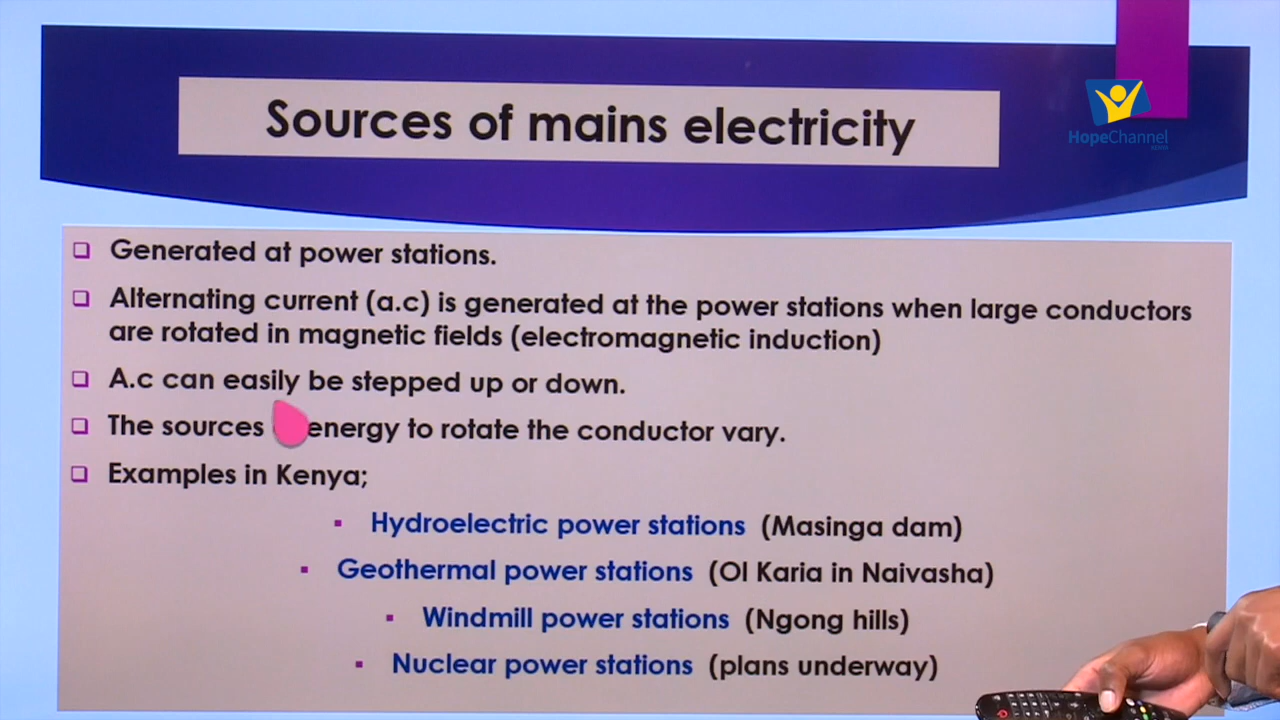 Sources of mains electricity
HopeChannel
Generated at power stations.
Alternating current (a.c) is generated at the power stations when large conductors
are rotated in magnetic fields (electromagnetic induction)
A.c can easily be stepped up or down.
The sources energy to rotate the conductor vary.
Examples in Kenya;
Hydroelectric power stations (Masinga dam)
Geothermal power stations (Ol Karia in Naivasha)
Windmill power stations (Ngong hills)
Nuclear power stations (plans underway)